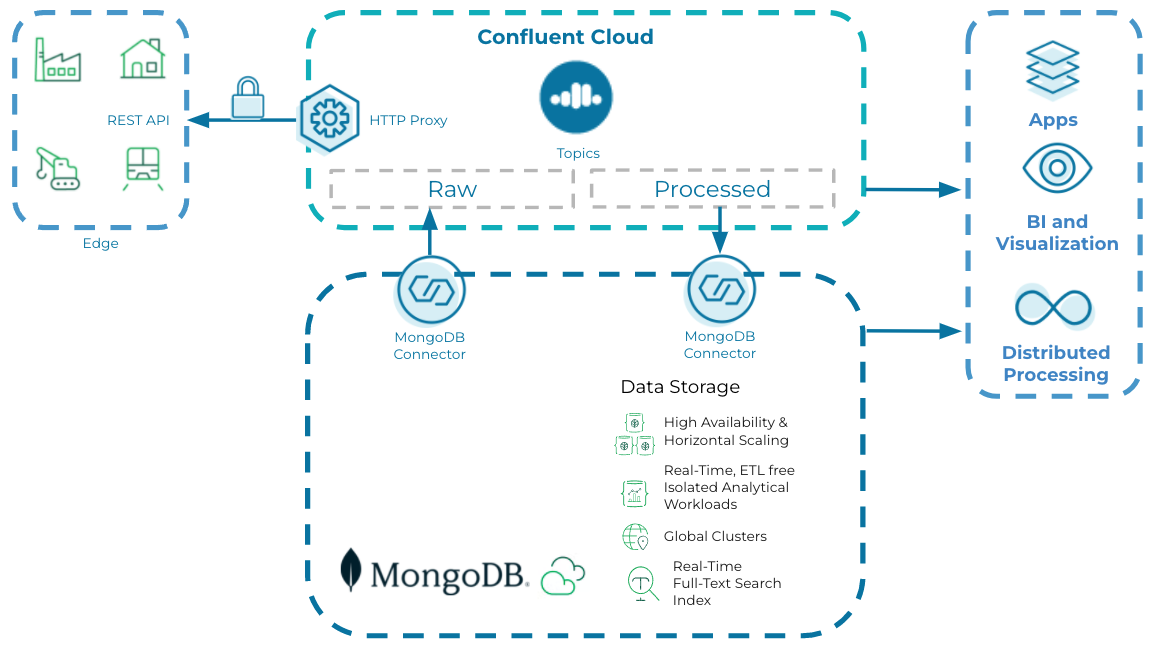 Confluent Cloud
REST API
HTTP Proxy
Topics
Raw
Processed
Edge
Apps
BI and
Visualization
Distributed
Processing
MongoDB
Connector
MongoDB
Connector
Data Storage
High Availability &
Horizontal Scaling
Real-Time, ETL free
Isolated Analytical
Workloads
Global Clusters
Real-Time
Full-Text Search
Index
MongoDB.